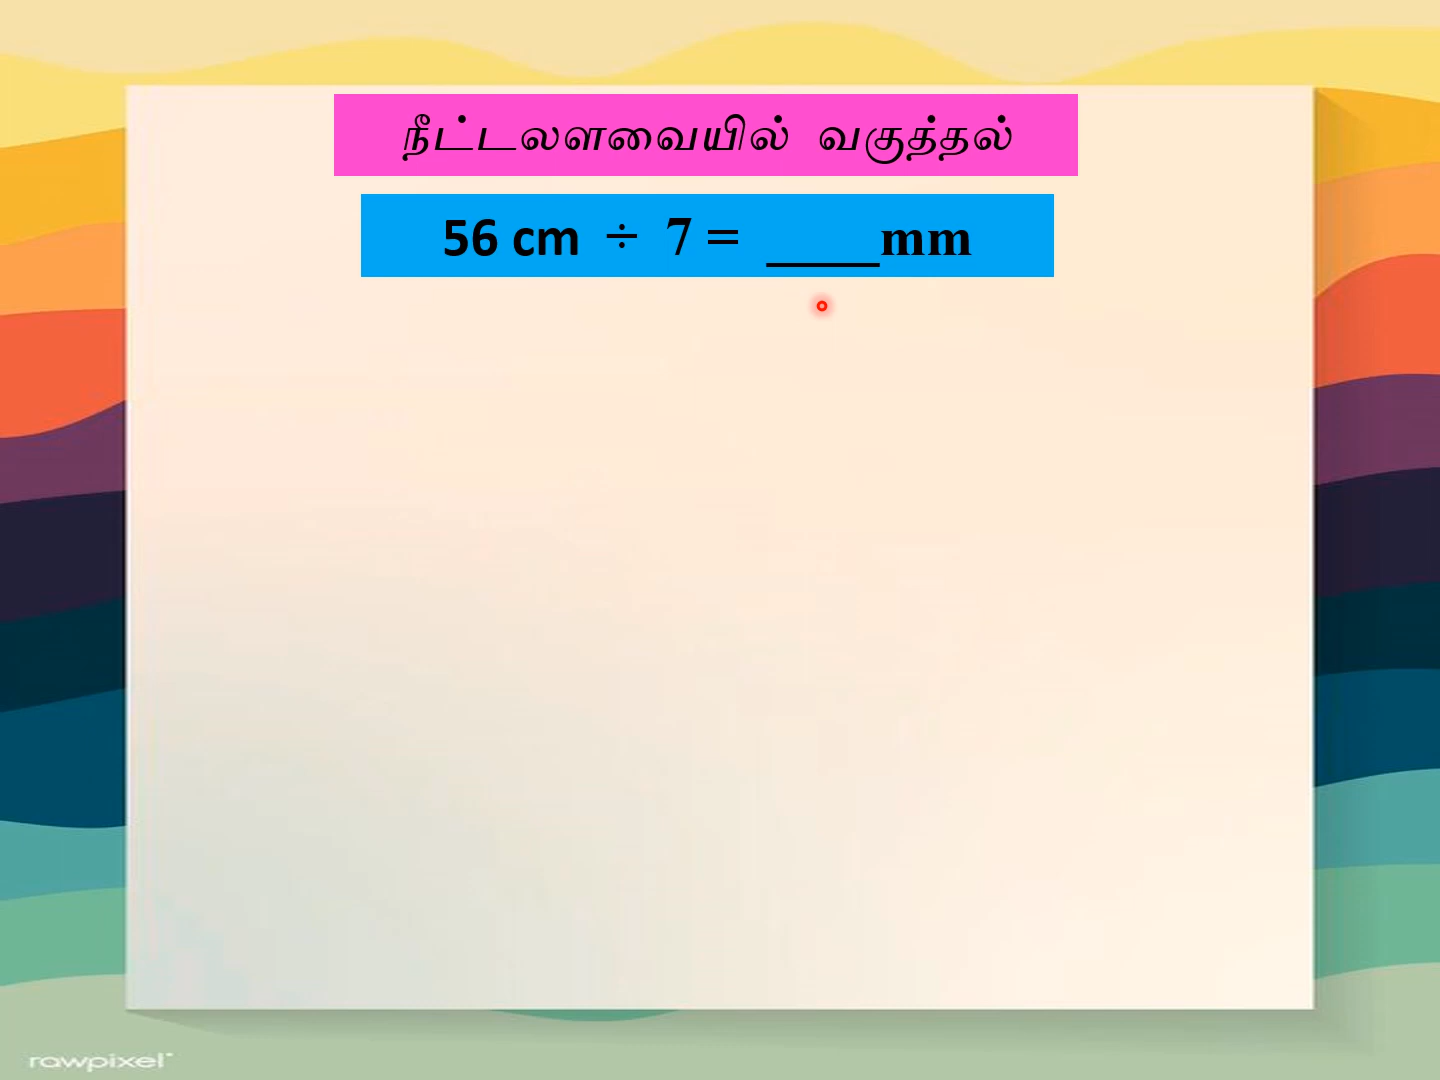 நீட்டலளவையில் வகுத்தல்
56 cm ÷ 7 = ____mm
rawpixel